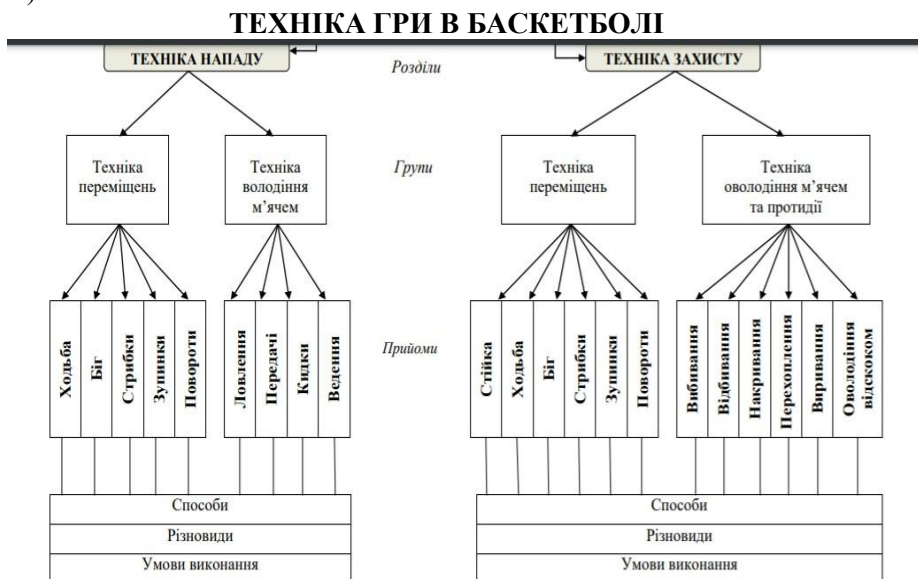 ТЕХНІКА ГРИ В БАСКЕТБОЛІ
ТЕХНІКА НАПАДУ
Розділи
ТЕХНІКА ЗАХИСТУ
Техніка
переміщень
Техніка
володіння
м’ячем
Групи
Техніка
переміщень
Техніка
оволодіння м’ячем
та протидії
Ходьба
Біг
Стрибки
Зупинки
Повороти
Ловлення
Передачі
Кидки
Ведення
Прийоми
Стійка
Ходьба
Біг
Стрибки
Зупинки
Повороти
Вибивання
Відбивання
Накривання
Перехоплення
Виривання
Оволодіння
відскоком
Способи
Різновиди
Умови виконання
Способи
Різновиди
Умови виконання